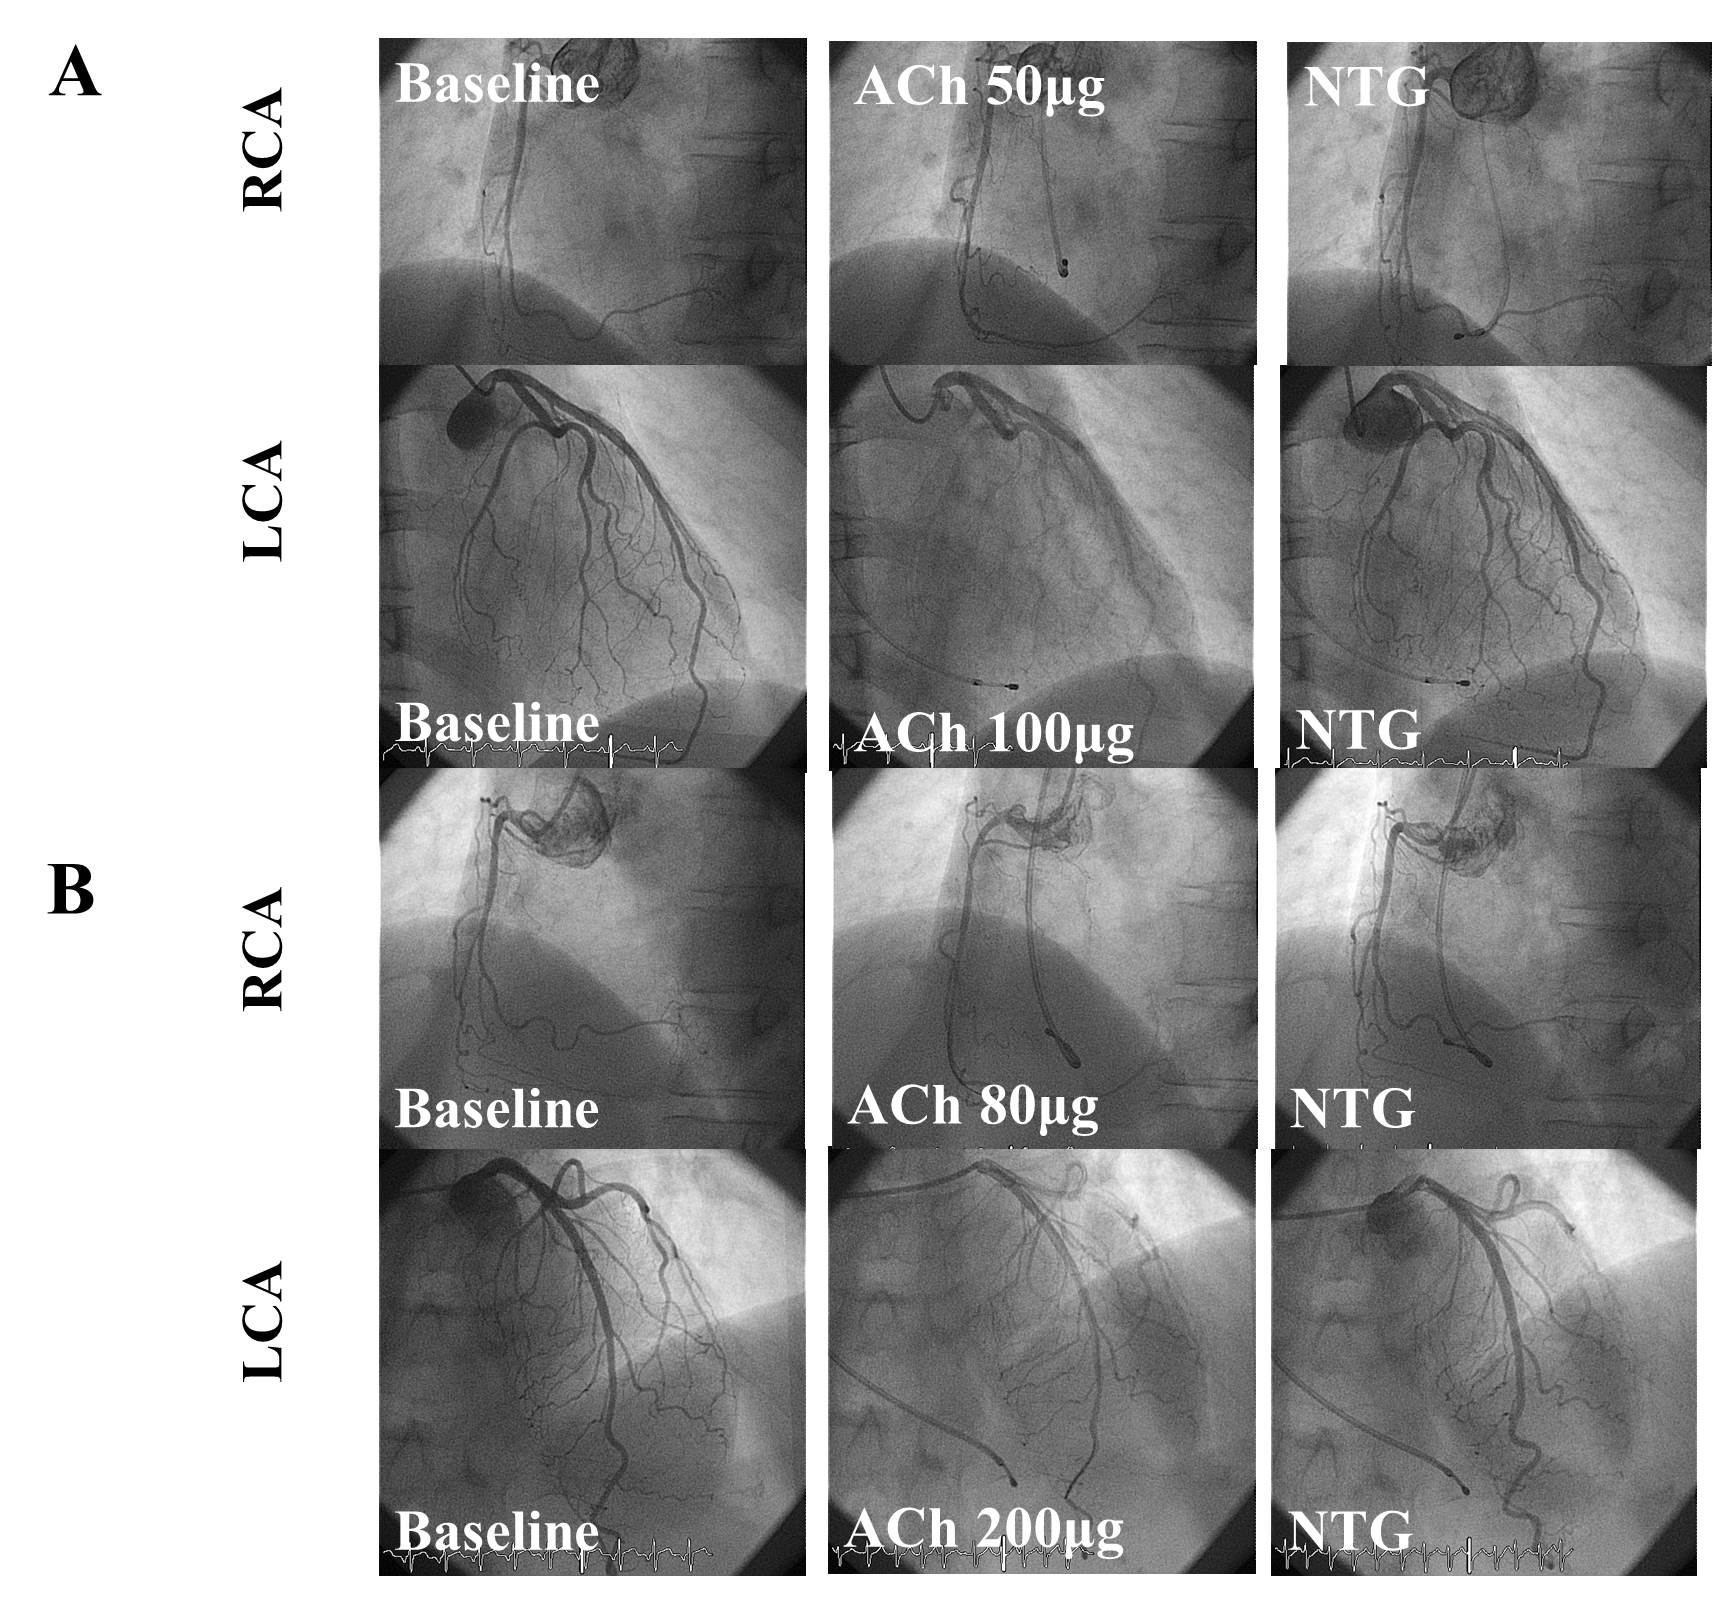 A
RCA
Baseline
ACh 50μg
NTG
LCA
Baseline
ACh 100μg
NTG
B
RCA
Baseline
ACh 80μg
NTG
LCA
Baseline
ACh 200μg
NTG